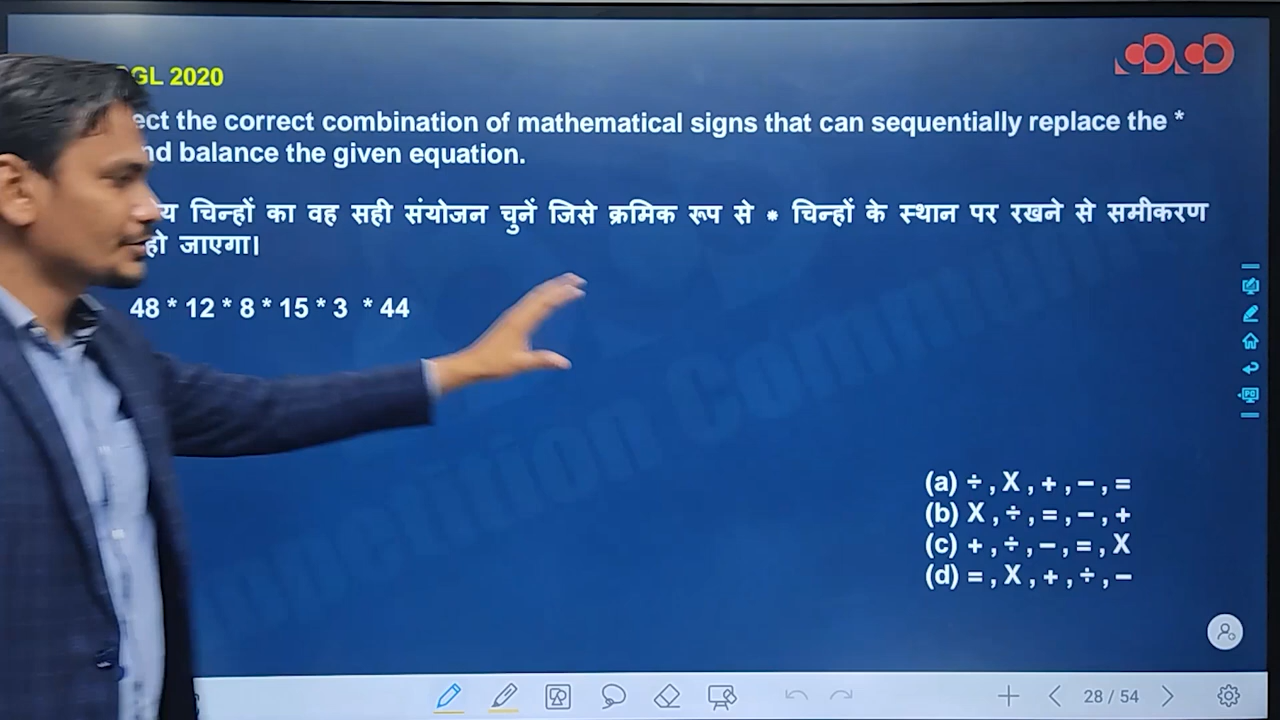 GL 2020
ect the correct combination of mathematical signs that can sequentially replace the *
nd balance the given equation.
य चिन्हों का वह सही संयोजन चुनें जिसे क्रमिक रूप से * चिन्हों के स्थान पर रखने से समीकरण
हो जाएगा।
48 * 12 * 8 * 15 * 3 * 44
(a) ÷ , X , + , − , =
(b) X , ÷ , = , − , +
(c) + , ÷ , − , = , X
(d) = , X , + , ÷ , −
PC
28 / 54